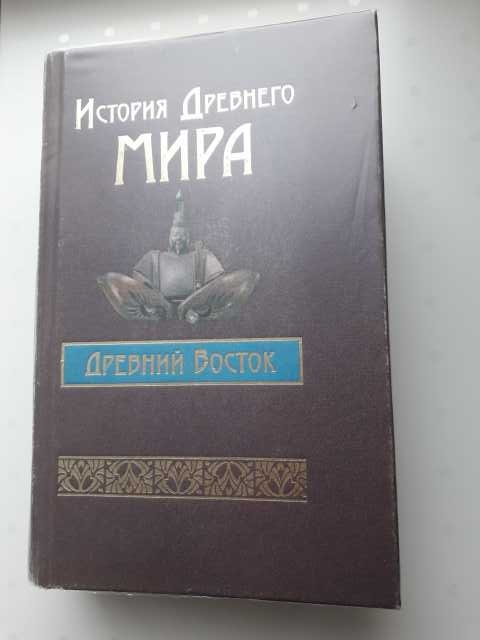 История Древнего
МИРА
Древний Восток